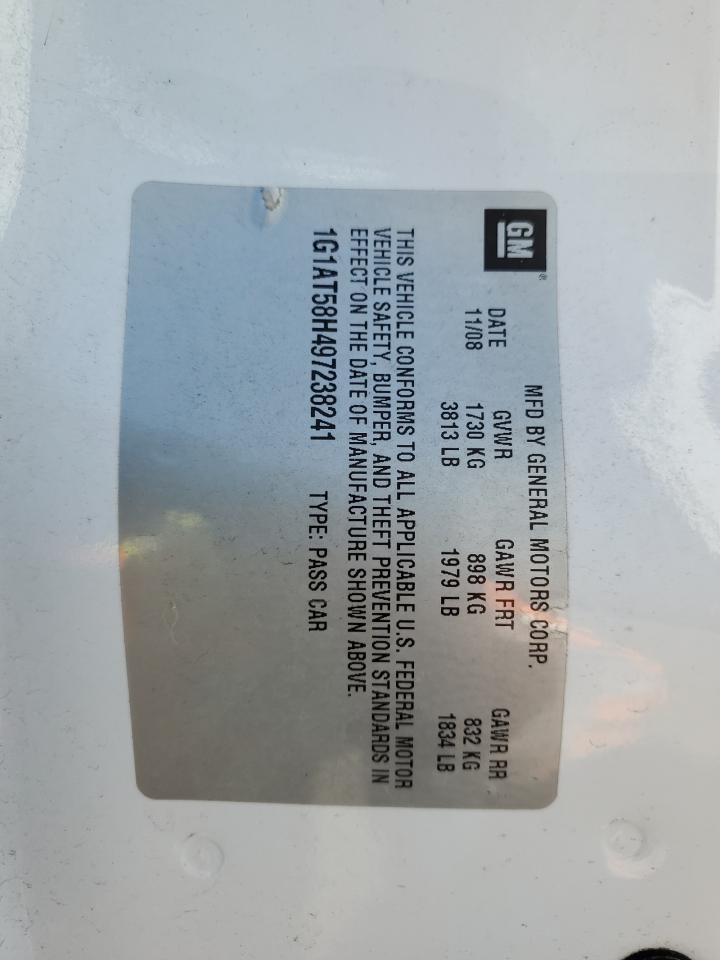 GM®
MFD BY GENERAL MOTORS CORP.
DATE GVWR GAWR FRT GAWR RR
11/08 1730 KG 898 KG 832 KG
3813 LB 1979 LB 1834 LB
THIS VEHICLE CONFORMS TO ALL APPLICABLE U.S. FEDERAL MOTOR
VEHICLE SAFETY, BUMPER, AND THEFT PREVENTION STANDARDS IN
EFFECT ON THE DATE OF MANUFACTURE SHOWN ABOVE.
1G1AT58H497238241 TYPE: PASS CAR